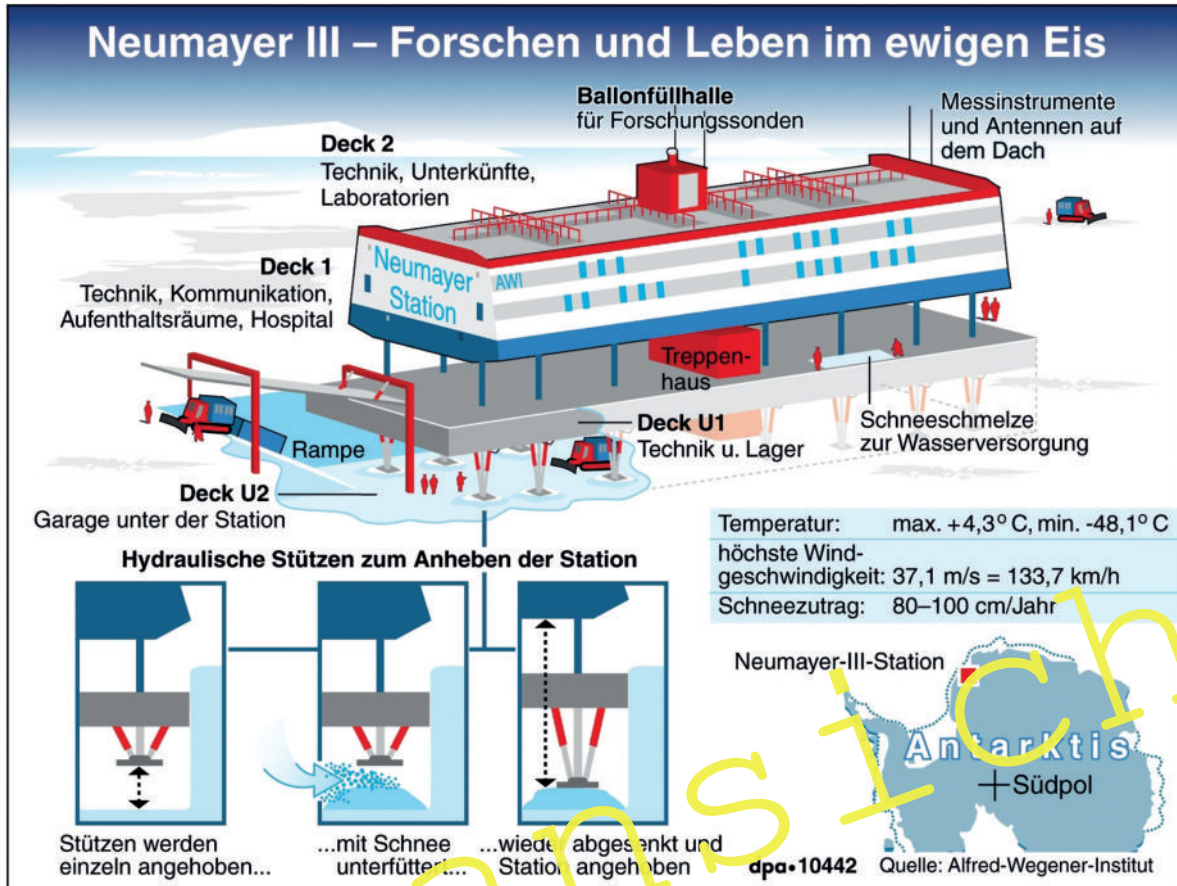 Neumayer III – Forschen und Leben im ewigen Eis
Ballonfüllhalle
für Forschungssonden
Messinstrumente
und Antennen auf
dem Dach
Deck 2
Technik, Unterkünfte,
Laboratorien
Deck 1
Technik, Kommunikation,
Aufenthaltsräume, Hospital
Neumayer
Station
AWI
Treppen-
haus
Deck U1
Technik u. Lager
Schneeschmelze
zur Wasserversorgung
Rampe
Deck U2
Garage unter der Station
Hydraulische Stützen zum Anheben der Station
Stützen werden
einzeln angehoben...
...mit Schnee
unterfüttert...
...wieder abgesenkt und
Station angehoben
Temperatur: max. +4,3° C, min. -48,1° C
höchste Wind-
geschwindigkeit: 37,1 m/s = 133,7 km/h
Schneezutrag: 80–100 cm/Jahr
Neumayer-III-Station
Antarktis
Südpol
dpa•10442 Quelle: Alfred-Wegener-Institut
ansich